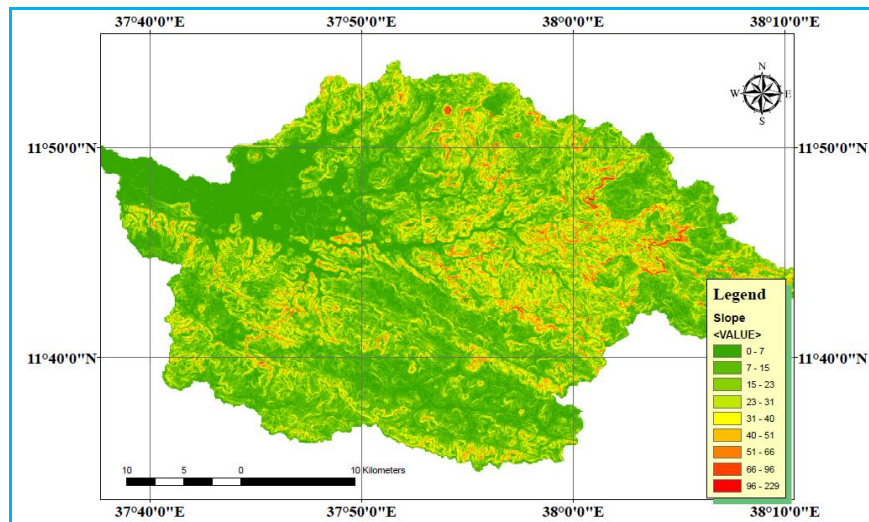 37°40'0"E 37°50'0"E 38°0'0"E 38°10'0"E
N
W E
S
11°50'0"N 11°50'0"N
11°40'0"N 11°40'0"N
Legend
Slope
<VALUE>
0 - 7
7 - 15
15 - 23
23 - 31
31 - 40
40 - 51
51 - 66
66 - 96
96 - 229
10 5 0 10 Kilometers
37°40'0"E 37°50'0"E 38°0'0"E 38°10'0"E